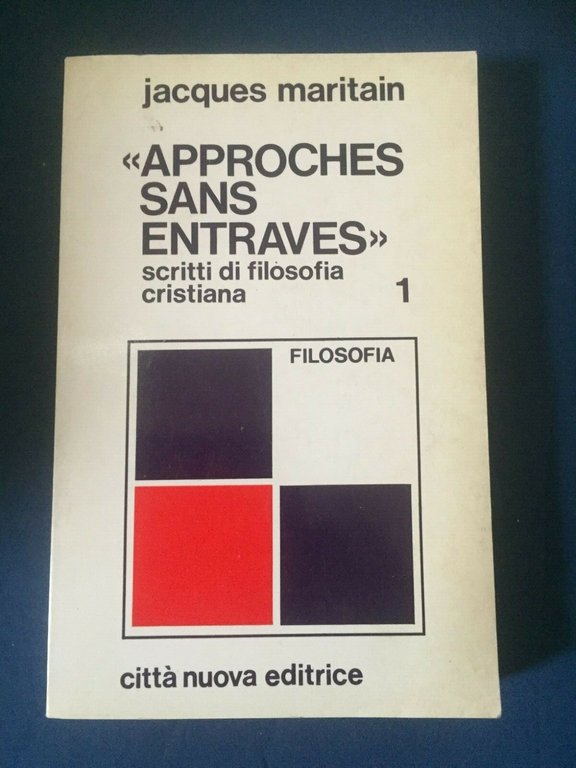 jacques maritain
«APPROCHES
SANS
ENTRAVES»
scritti di filosofia
cristiana 1
FILOSOFIA
città nuova editrice